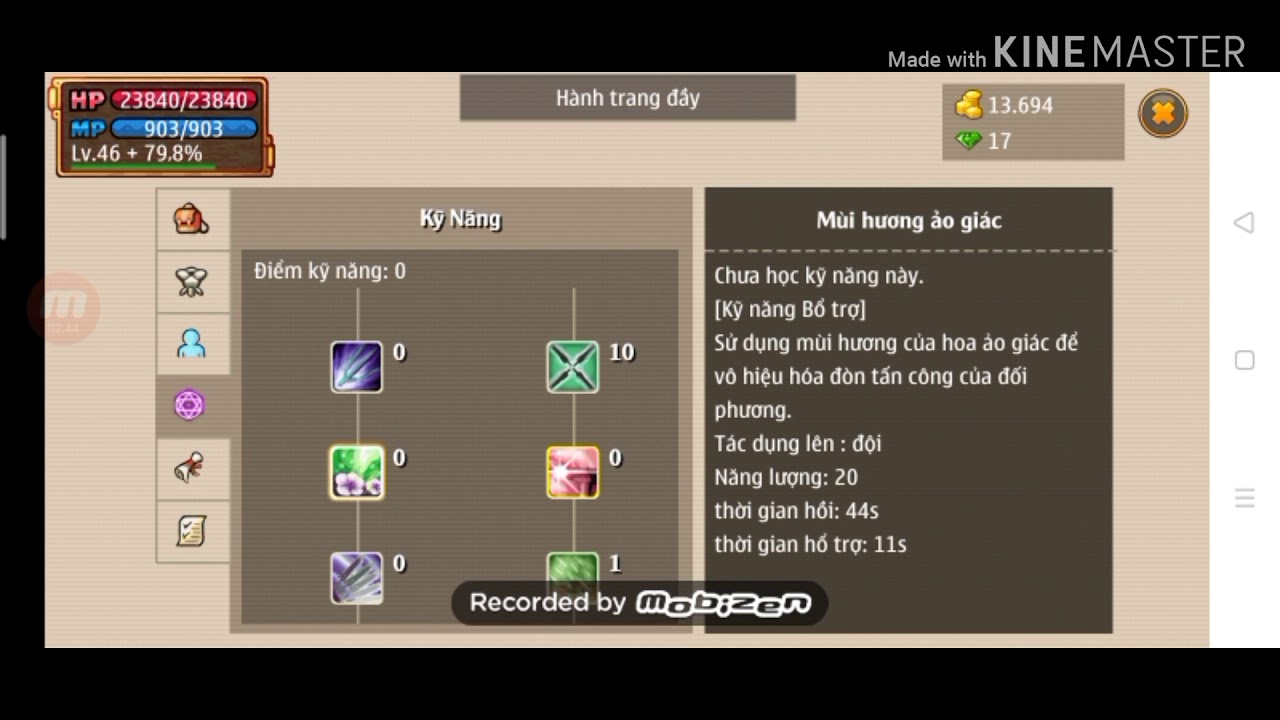 Made with KINEMASTER
HP 23840/23840
MP 903/903
Lv.46 + 79,8%
Hành trang đầy
13.694
17
Kỹ Năng
Điểm kỹ năng: 0
0
10
0
0
0
1
Mùi hương ảo giác
Chưa học kỹ năng này.
[Kỹ năng Bổ trợ]
Sử dụng mùi hương của hoa ảo giác để
vô hiệu hóa đòn tấn công của đối
phương.
Tác dụng lên : đội
Năng lượng: 20
thời gian hồi: 44s
thời gian hổ trợ: 11s
02:44
Recorded by mobizen